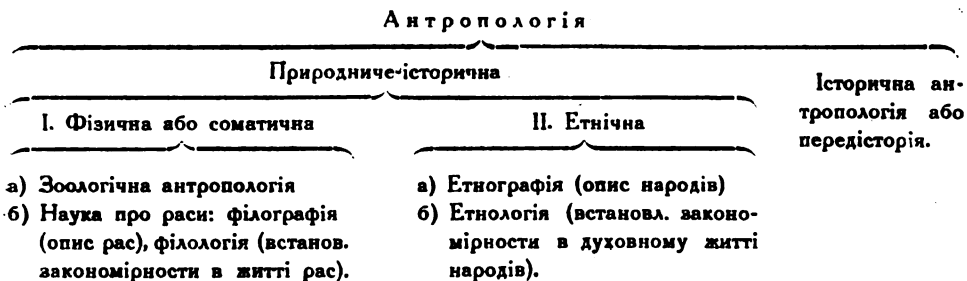 Антропологія
Природниче-історична
Історична ан-
тропологія або
передісторія.
I. Фізична або соматична
а) Зоологічна антропологія
б) Наука про раси: філографія
(опис рас), філологія (встанов.
закономірности в житті рас).
II. Етнічна
а) Етнографія (опис народів)
б) Етнологія (встановл. законо-
мірности в духовному житті
народів).